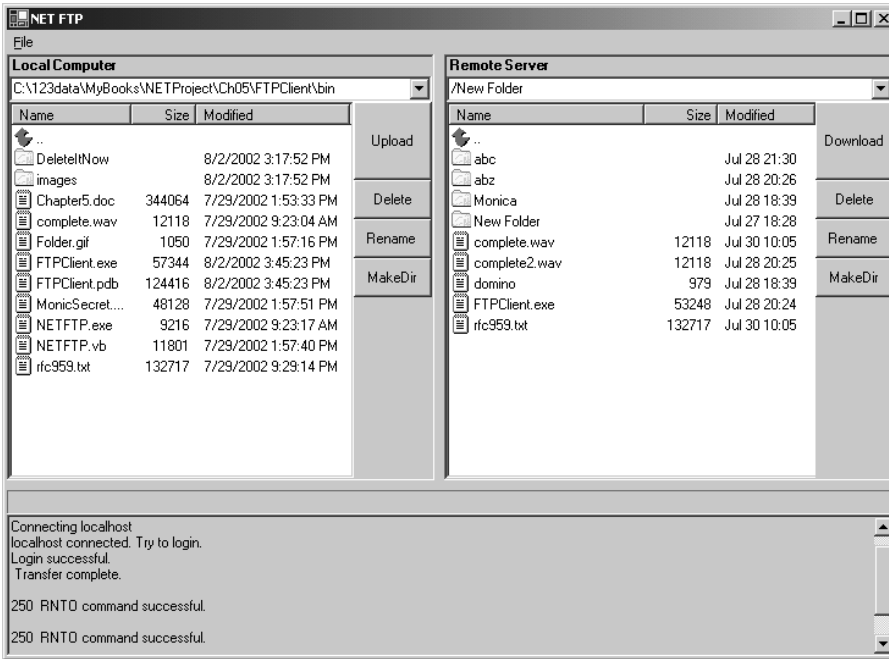 NET FTP
File
Local Computer
C:\123data\MyBooks\NETProject\Ch05\FTPClient\bin
Name Size Modified
..
DeleteItNow 8/2/2002 3:17:52 PM
images 8/2/2002 3:17:52 PM
Chapter5.doc 344064 7/29/2002 1:53:33 PM
complete.wav 12118 7/29/2002 9:23:04 AM
Folder.gif 1050 7/29/2002 1:57:16 PM
FTPClient.exe 57344 8/2/2002 3:45:23 PM
FTPClient.pdb 124416 8/2/2002 3:45:23 PM
MonicSecret.... 48128 7/29/2002 1:57:51 PM
NETFTP.exe 9216 7/29/2002 9:23:17 AM
NETFTP.vb 11801 7/29/2002 1:57:40 PM
rfc959.txt 132717 7/29/2002 9:29:14 PM
Upload
Delete
Rename
MakeDir
Remote Server
/New Folder
Name Size Modified
..
abc Jul 28 21:30
abz Jul 28 20:26
Monica Jul 28 18:39
New Folder Jul 27 18:28
complete.wav 12118 Jul 30 10:05
complete2.wav 12118 Jul 28 20:25
domino 979 Jul 28 18:39
FTPClient.exe 53248 Jul 28 20:24
rfc959.txt 132717 Jul 30 10:05
Download
Delete
Rename
MakeDir
Connecting localhost
localhost connected. Try to login.
Login successful.
Transfer complete.
250 RNTO command successful.
250 RNTO command successful.